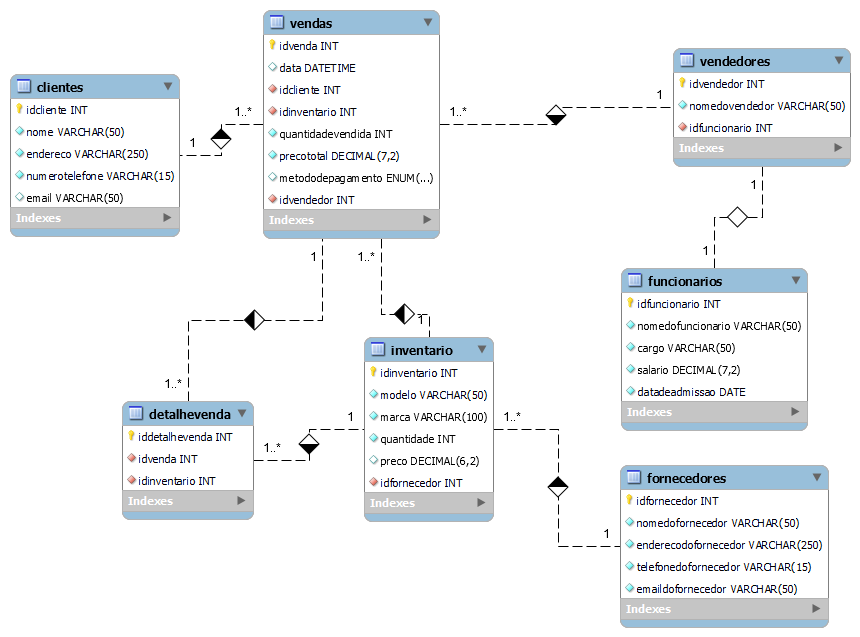 vendas
idvenda INT
data DATETIME
idcliente INT
idinventario INT
quantidadevendida INT
precototal DECIMAL(7,2)
metododepagamento ENUM(...)
idvendedor INT
Indexes
clientes
idcliente INT
nome VARCHAR(50)
endereco VARCHAR(250)
numerotelefone VARCHAR(15)
email VARCHAR(50)
Indexes
1
1..*
1..*
1
vendedores
idvendedor INT
nomedovendedor VARCHAR(50)
idfuncionario INT
Indexes
1
1
funcionarios
idfuncionario INT
nomedofuncionario VARCHAR(50)
cargo VARCHAR(50)
salario DECIMAL(7,2)
datadeadmissao DATE
Indexes
1
1..*
1..*
1
detalhevenda
iddetalhevenda INT
idvenda INT
idinventario INT
Indexes
1..*
1
inventario
idinventario INT
modelo VARCHAR(50)
marca VARCHAR(100)
quantidade INT
preco DECIMAL(6,2)
idfornecedor INT
Indexes
1..*
1
fornecedores
idfornecedor INT
nomedofornecedor VARCHAR(50)
enderecodofornecedor VARCHAR(250)
telefonedofornecedor VARCHAR(15)
emaildofornecedor VARCHAR(50)
Indexes